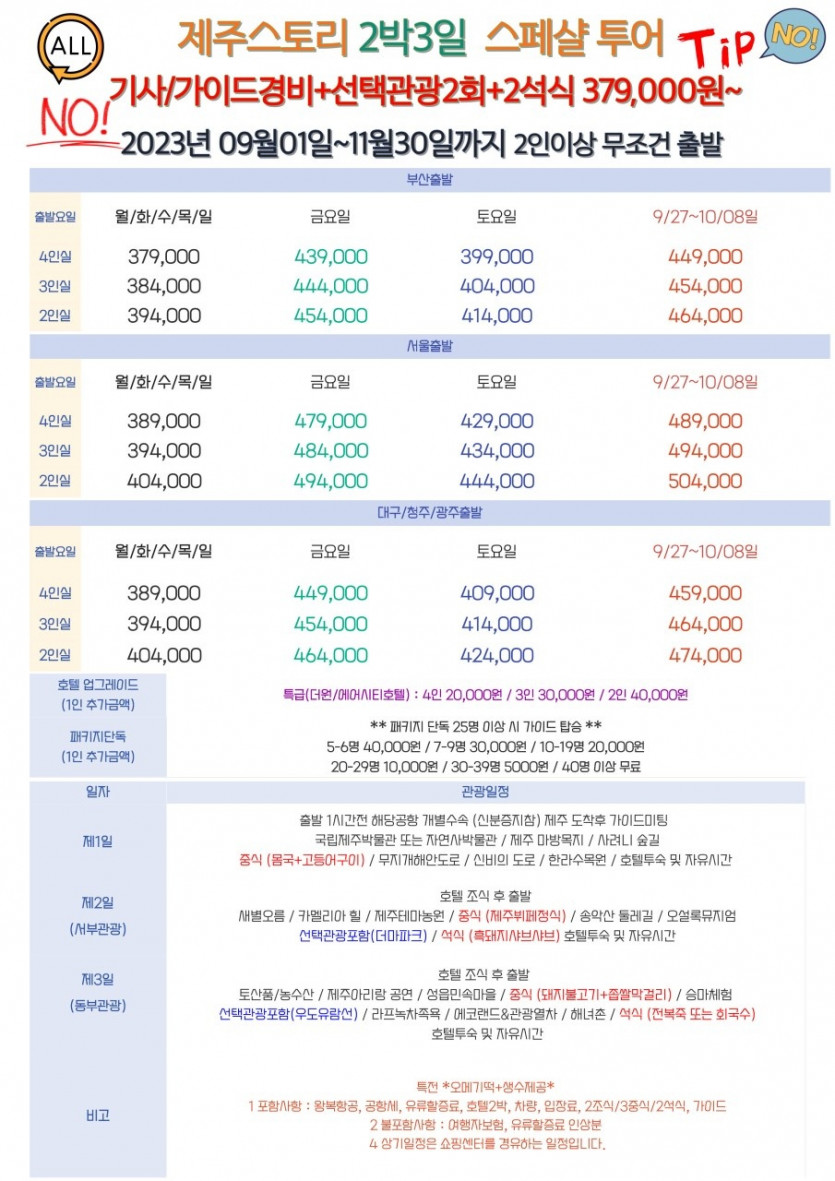 ALL
제주스토리 2박3일 스페샬 투어
TiP
NO!
기사/가이드경비+선택관광2회+2석식 379,000원~
NO!
2023년 09월01일~11월30일까지 2인이상 무조건 출발
부산출발
출발요일 월/화/수/목/일 금요일 토요일 9/27~10/08일
4인실 379,000 439,000 399,000 449,000
3인실 384,000 444,000 404,000 454,000
2인실 394,000 454,000 414,000 464,000
서울출발
출발요일 월/화/수/목/일 금요일 토요일 9/27~10/08일
4인실 389,000 479,000 429,000 489,000
3인실 394,000 484,000 434,000 494,000
2인실 404,000 494,000 444,000 504,000
대구/청주/광주출발
출발요일 월/화/수/목/일 금요일 토요일 9/27~10/08일
4인실 389,000 449,000 409,000 459,000
3인실 394,000 454,000 414,000 464,000
2인실 404,000 464,000 424,000 474,000
호텔 업그레이드
(1인 추가금액)
특급(더원/에어시티호텔) : 4인 20,000원 / 3인 30,000원 / 2인 40,000원
패키지단독
(1인 추가금액)
** 패키지 단독 25명 이상 시 가이드 탑승 **
5-6명 40,000원 / 7-9명 30,000원 / 10-19명 20,000원
20-29명 10,000원 / 30-39명 5000원 / 40명 이상 무료
일자 관광일정
제1일
출발 1시간전 해당공항 개별수속 (신분증지참) 제주 도착후 가이드미팅
국립제주박물관 또는 자연사박물관 / 제주 마방목지 / 사려니 숲길
중식 (몸국+고등어구이) / 무지개해안도로 / 신비의 도로 / 한라수목원 / 호텔투숙 및 자유시간
제2일
(서부관광)
호텔 조식 후 출발
새별오름 / 카멜리아 힐 / 제주테마농원 / 중식 (제주뷔페정식) / 송악산 둘레길 / 오설록뮤지엄
선택관광포함(더마파크) / 석식 (흑돼지샤브샤브) 호텔투숙 및 자유시간
제3일
(동부관광)
호텔 조식 후 출발
토산품/농수산 / 제주아리랑 공연 / 성읍민속마을 / 중식 (돼지불고기+좁쌀막걸리) / 승마체험
선택관광포함(우도유람선) / 라프녹차족욕 / 에코랜드&관광열차 / 해녀촌 / 석식 (전복죽 또는 회국수)
호텔투숙 및 자유시간
비고
특전 *오메기떡+생수제공*
1 포함사항 : 왕복항공, 공항세, 유류할증료, 호텔2박, 차량, 입장료, 2조식/3중식/2석식, 가이드
2 불포함사항 : 여행자보험, 유류할증료 인상분
4 상기일정은 쇼핑센터를 경유하는 일정입니다.